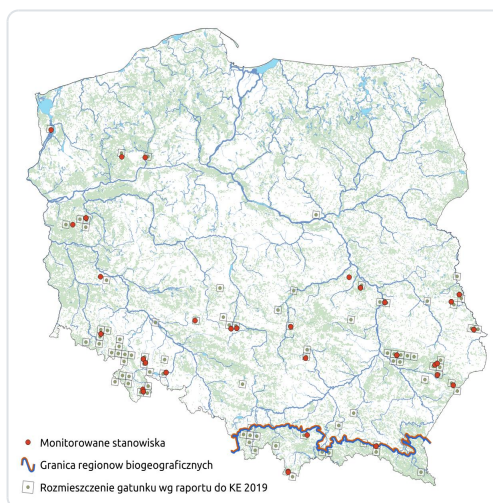 Monitorowane stanowiska
Granica regionow biogeograficznych
Rozmieszczenie gatunku wg raportu do KE 2019